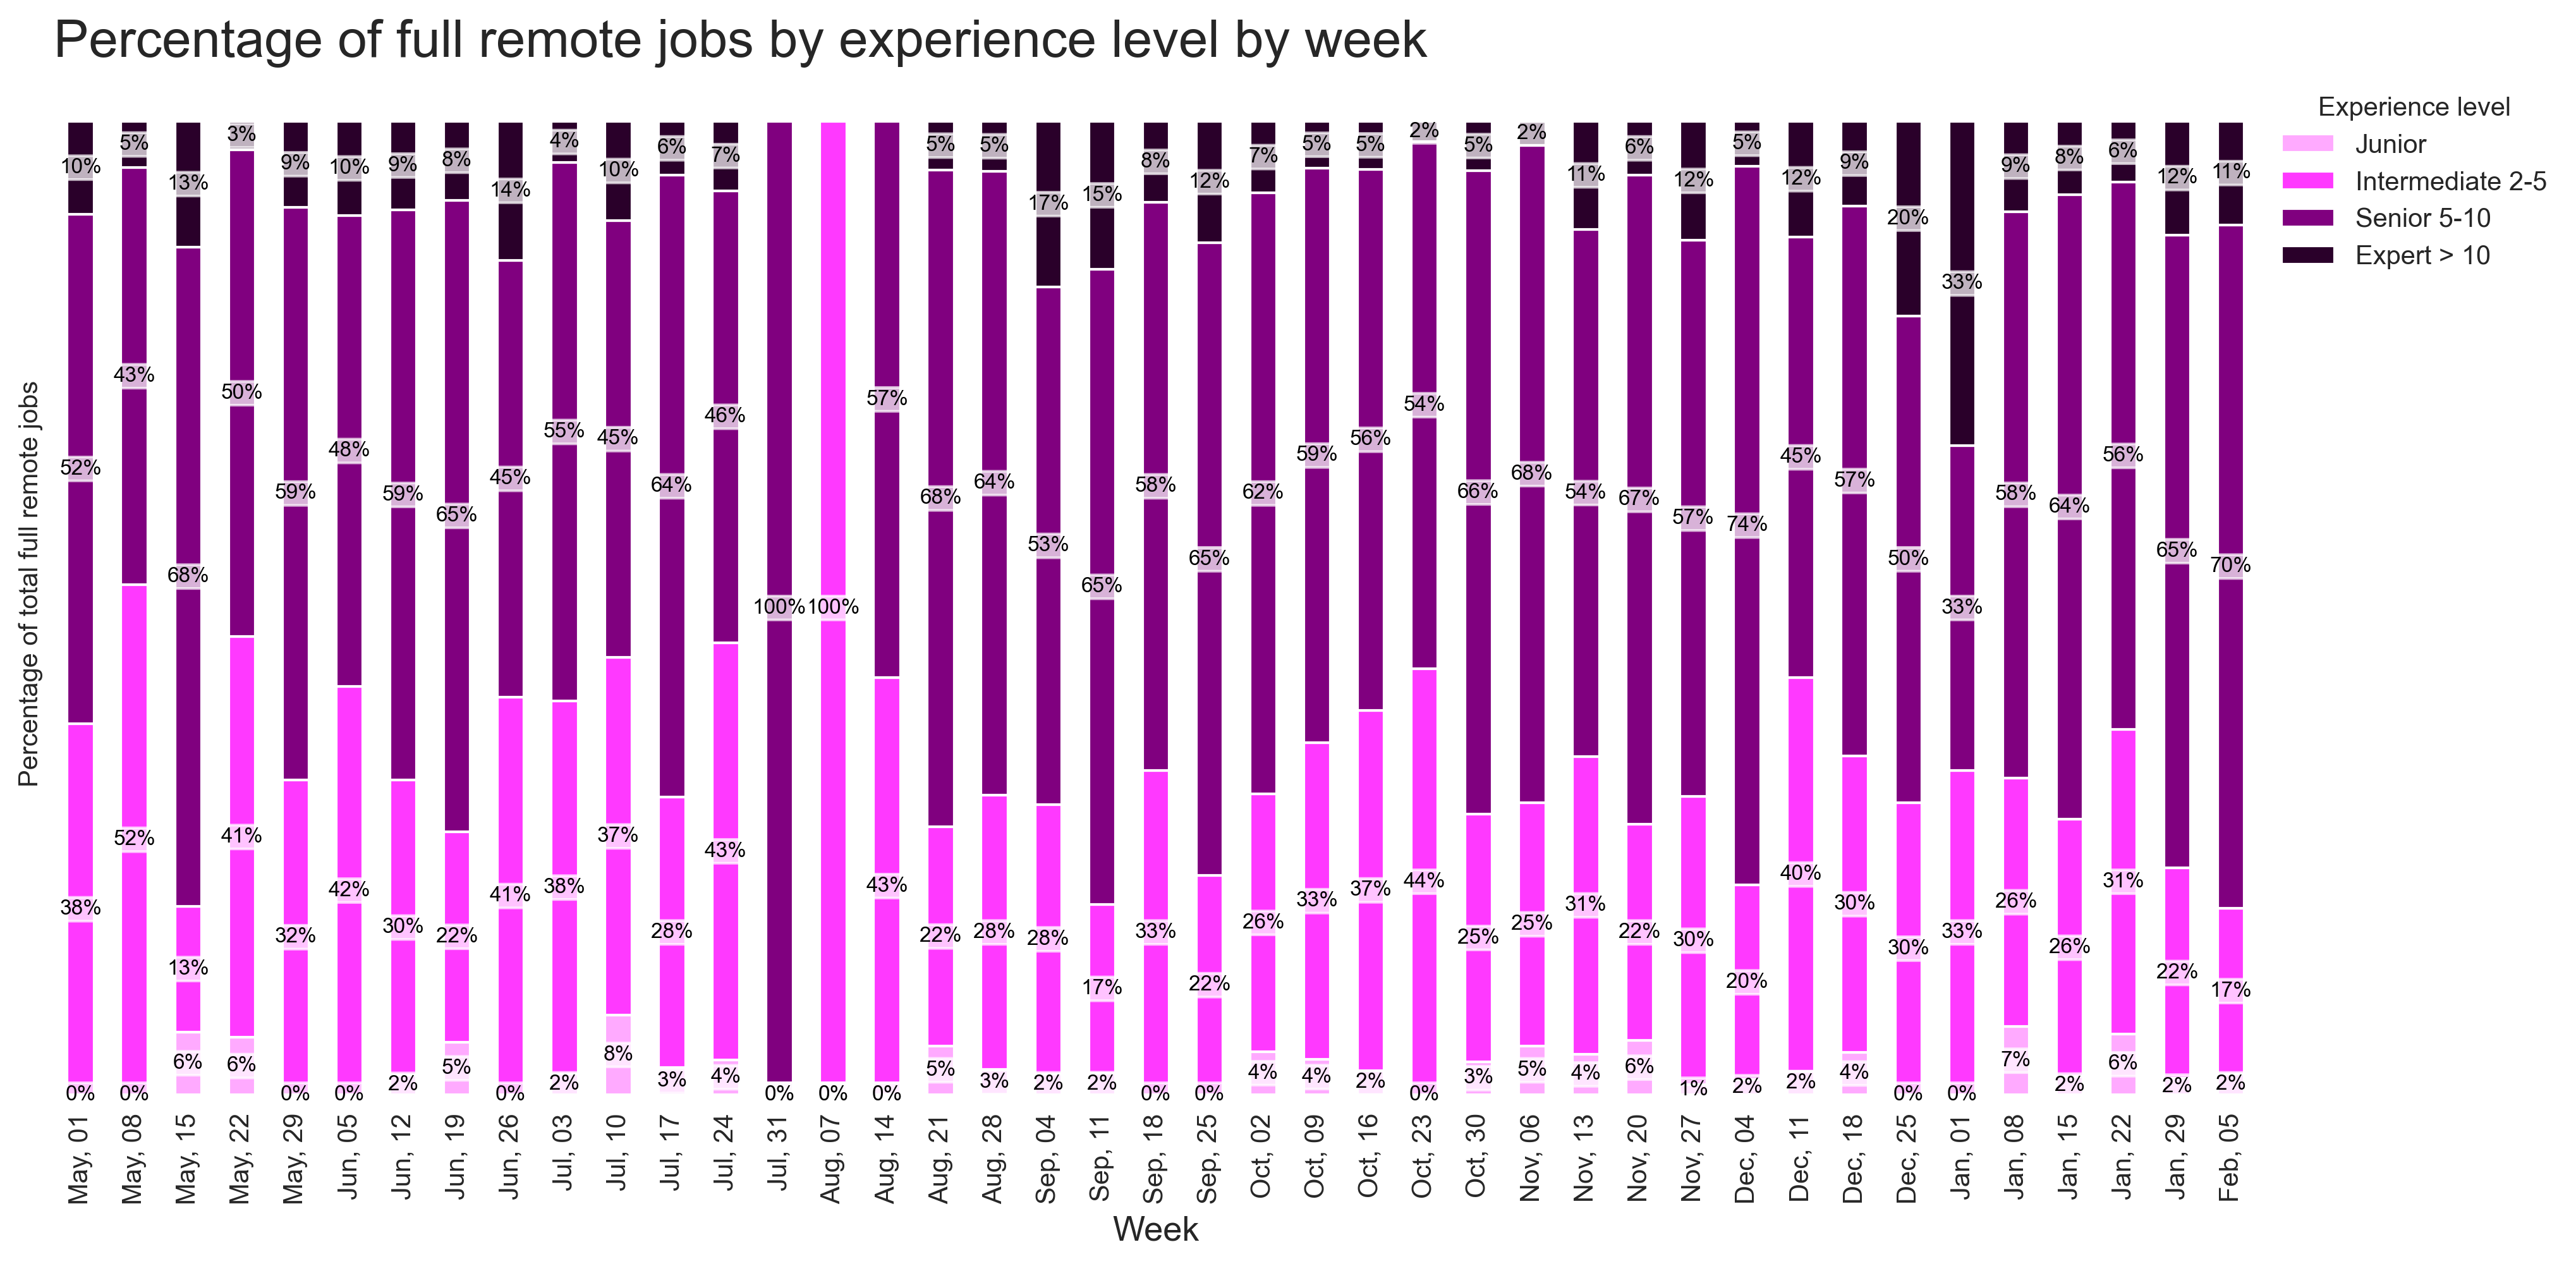 Percentage of full remote jobs by experience level by week
Experience level
Junior
Intermediate 2-5
Senior 5-10
Expert > 10
Percentage of total full remote jobs
10% 52% 38% 0%
5% 43% 52% 0%
13% 68% 13% 6%
3% 50% 41% 6%
9% 59% 32% 0%
10% 48% 42% 0%
9% 59% 30% 2%
8% 65% 22% 5%
14% 45% 41% 0%
4% 55% 38% 2%
10% 45% 37% 8%
6% 64% 28% 3%
7% 46% 43% 4%
100% 0%
100% 0%
57% 43% 0%
5% 68% 22% 5%
5% 64% 28% 3%
17% 53% 28% 2%
15% 65% 17% 2%
8% 58% 33% 0%
12% 65% 22% 0%
7% 62% 26% 4%
5% 59% 33% 4%
5% 56% 37% 2%
2% 54% 44% 0%
5% 66% 25% 3%
2% 68% 25% 5%
11% 54% 31% 4%
6% 67% 22% 6%
12% 57% 30% 1%
5% 74% 20% 2%
12% 45% 40% 2%
9% 57% 30% 4%
20% 50% 30% 0%
33% 33% 33% 0%
9% 58% 26% 7%
8% 64% 26% 2%
6% 56% 31% 6%
12% 65% 22% 2%
11% 70% 17% 2%
May, 01
May, 08
May, 15
May, 22
May, 29
Jun, 05
Jun, 12
Jun, 19
Jun, 26
Jul, 03
Jul, 10
Jul, 17
Jul, 24
Jul, 31
Aug, 07
Aug, 14
Aug, 21
Aug, 28
Sep, 04
Sep, 11
Sep, 18
Sep, 25
Oct, 02
Oct, 09
Oct, 16
Oct, 23
Oct, 30
Nov, 06
Nov, 13
Nov, 20
Nov, 27
Dec, 04
Dec, 11
Dec, 18
Dec, 25
Jan, 01
Jan, 08
Jan, 15
Jan, 22
Jan, 29
Feb, 05
Week